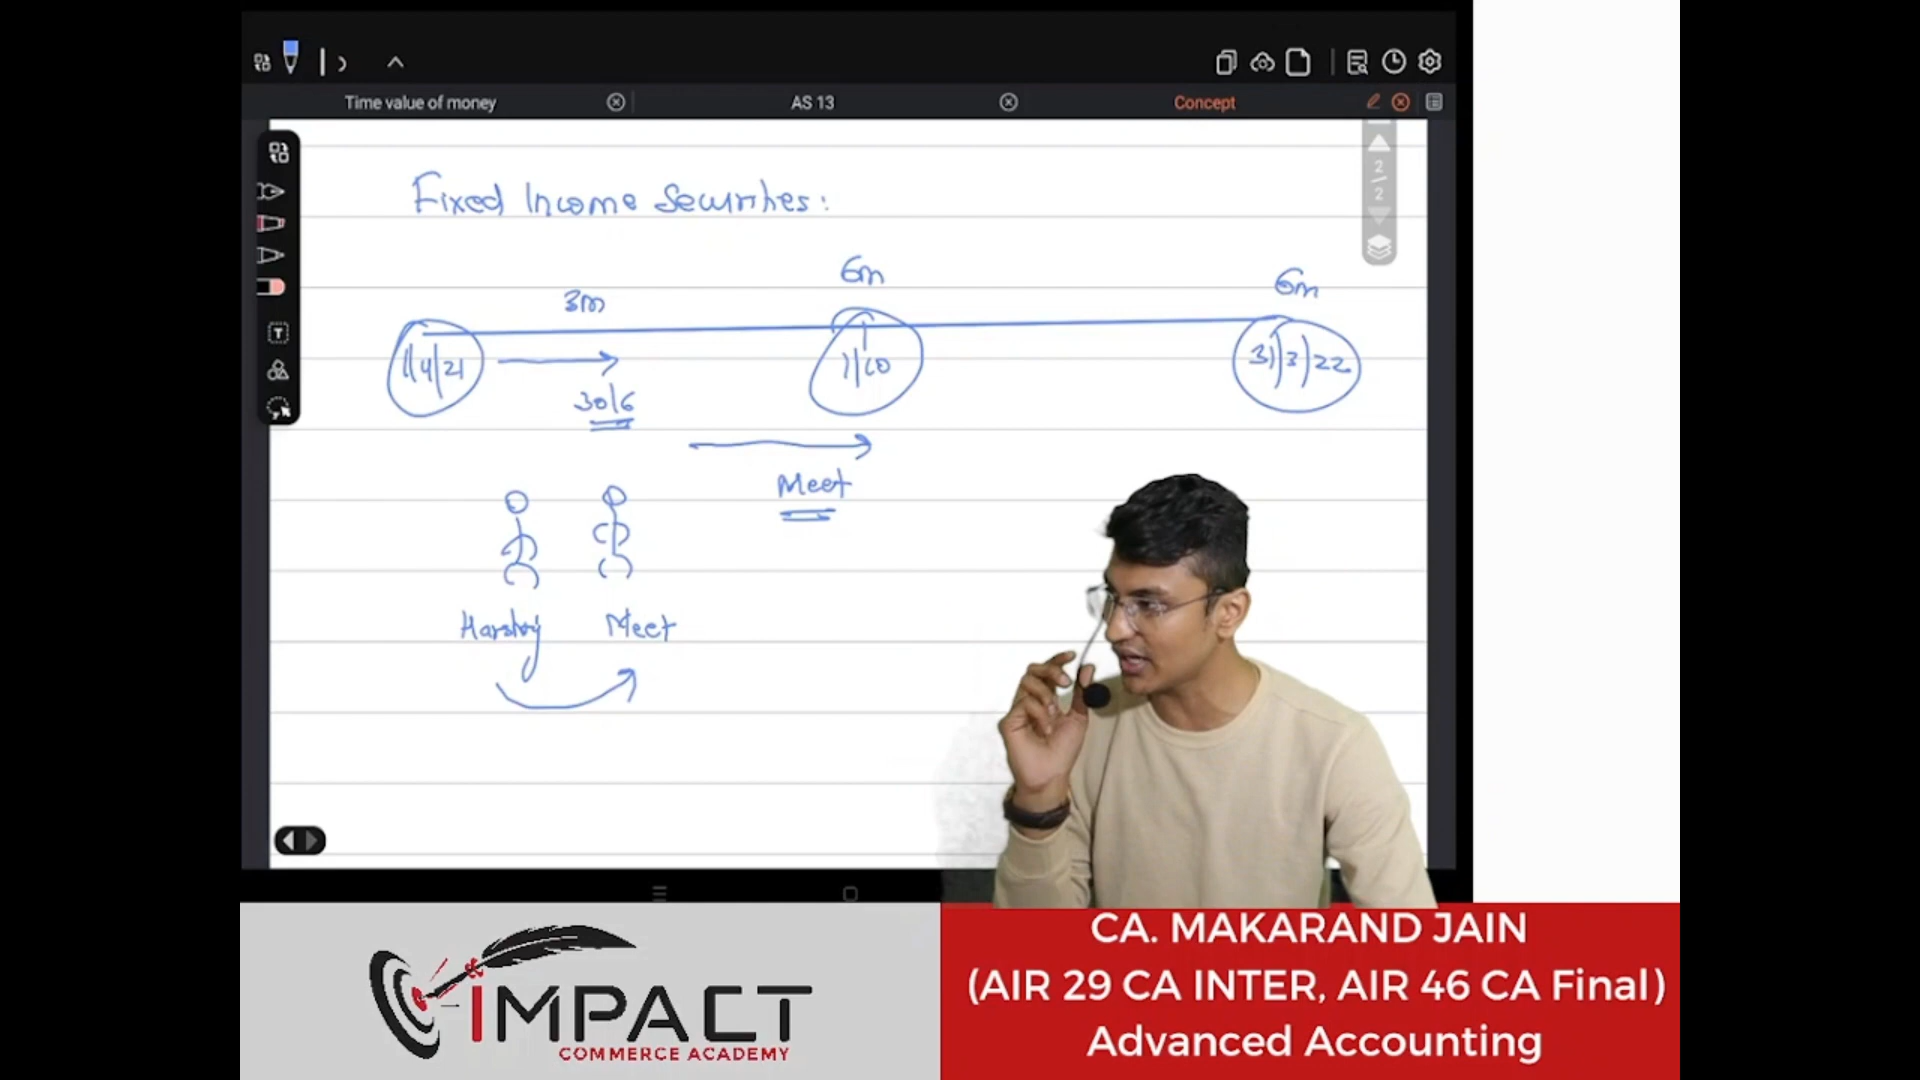 Time value of money
AS 13
Concept
Fixed Income Securities:
2
2
3m
6m
6m
1/4/21
1/10
31/3/22
30/6
Meet
Meet
IMPACT
COMMERCE ACADEMY
CA. MAKARAND JAIN
(AIR 29 CA INTER, AIR 46 CA Final)
Advanced Accounting